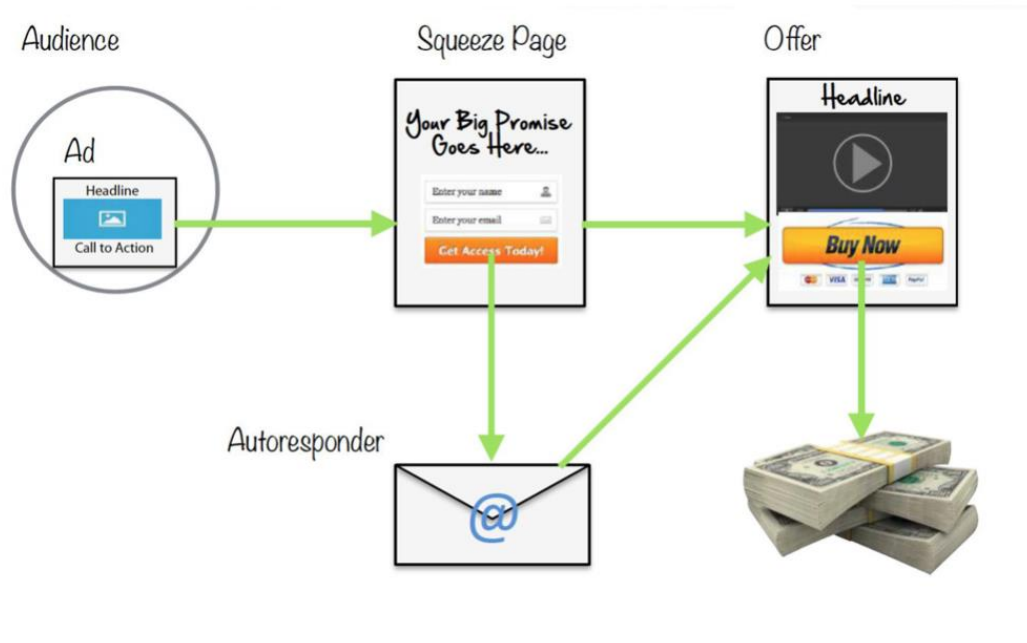 Audience
Squeeze Page
Offer
Ad
Headline
Call to Action
Your Big Promise
Goes Here...
Enter your name
Enter your email
Get Access Today!
Headline
Buy Now
VISA
PayPal
Autoresponder
@